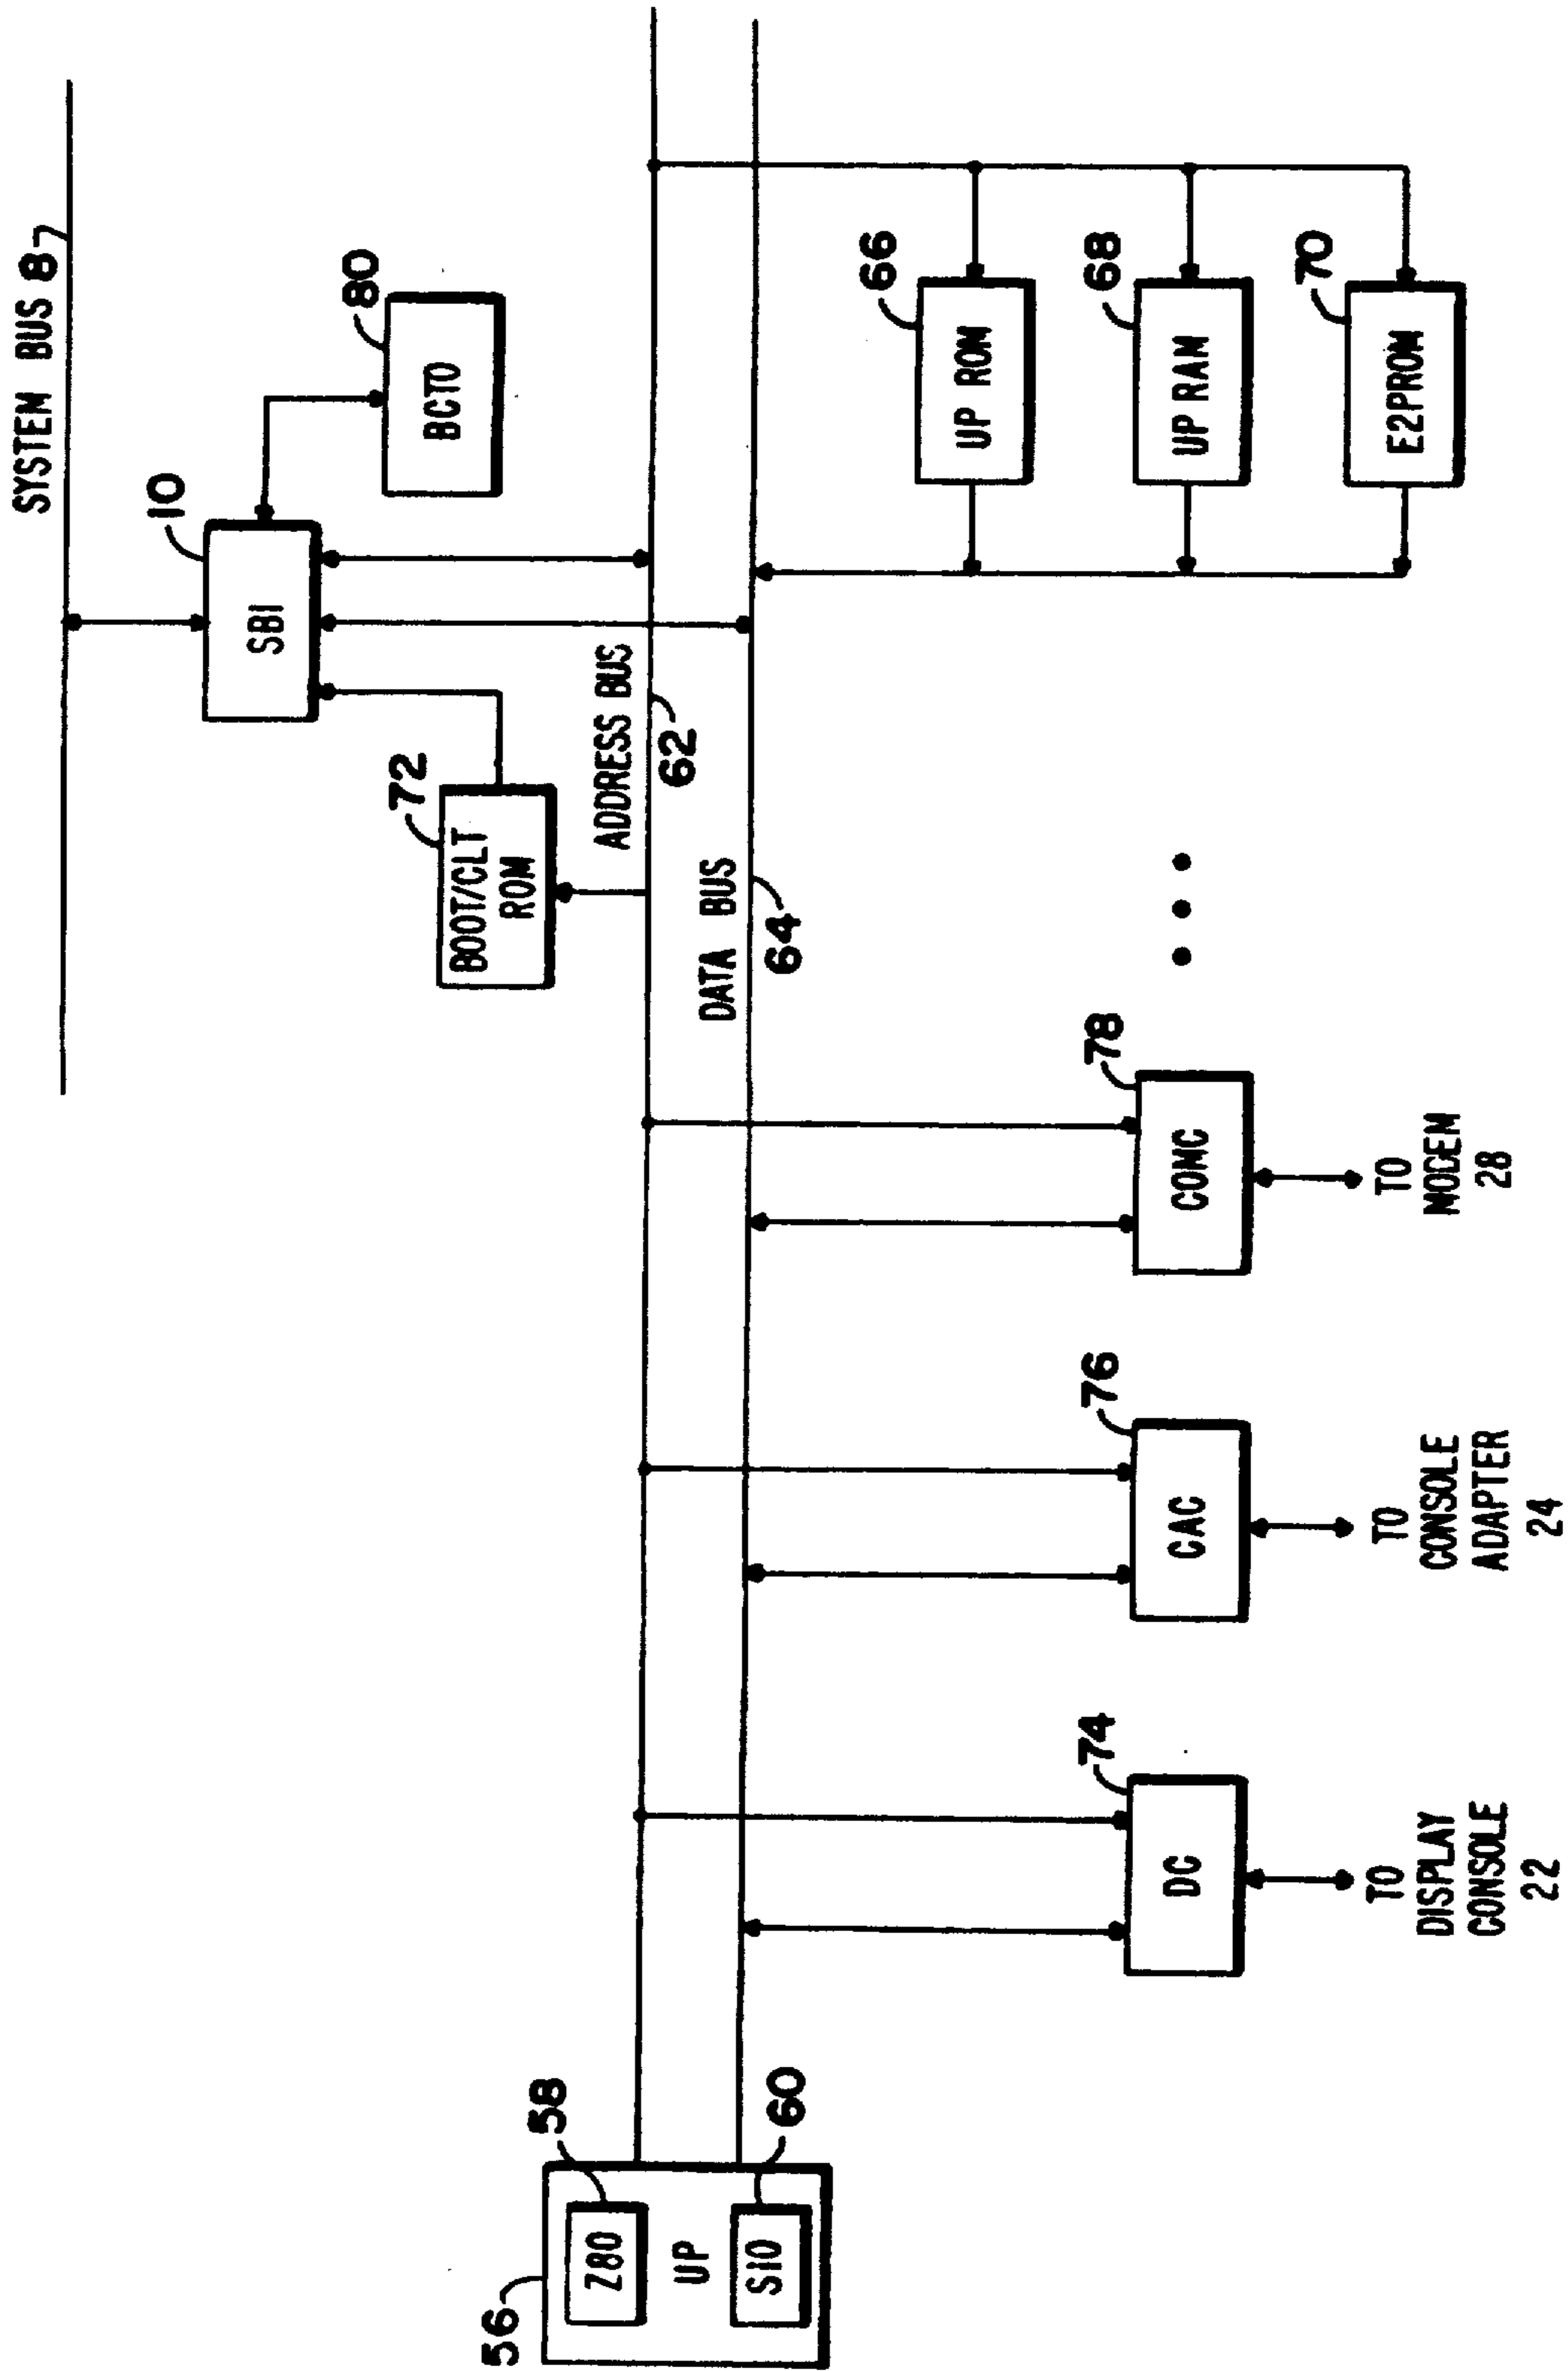 SYSTEM BUS 8
10
SBI
80
BCTO
72
BOOT/CLT
ROM
ADDRESS BUS
62
DATA BUS
64
56
58
Z80
UP
60
SIO
66
UP ROM
68
UP RAM
70
E2PROM
74
DC
76
CAC
78
COMC
TO
DISPLAY
CONSOLE
22
TO
CONSOLE
ADAPTER
24
TO
MODEM
28